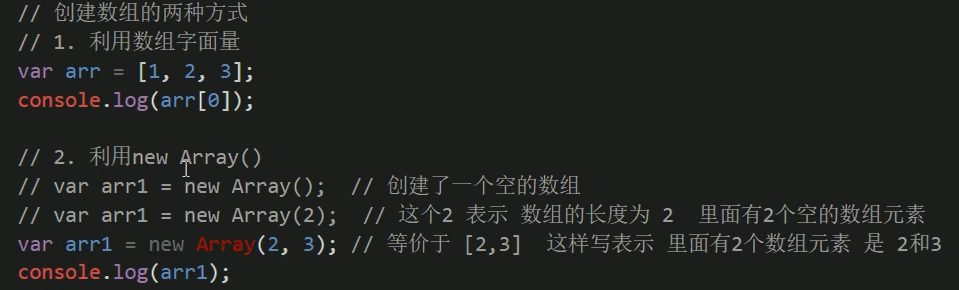 // 创建数组的两种方式
// 1. 利用数组字面量
var arr = [1, 2, 3];
console.log(arr[0]);
// 2. 利用new Array()
// var arr1 = new Array();  // 创建了一个空的数组
// var arr1 = new Array(2);  // 这个2 表示 数组的长度为 2  里面有2个空的数组元素
var arr1 = new Array(2, 3); // 等价于 [2,3]  这样写表示 里面有2个数组元素 是 2和3
console.log(arr1);